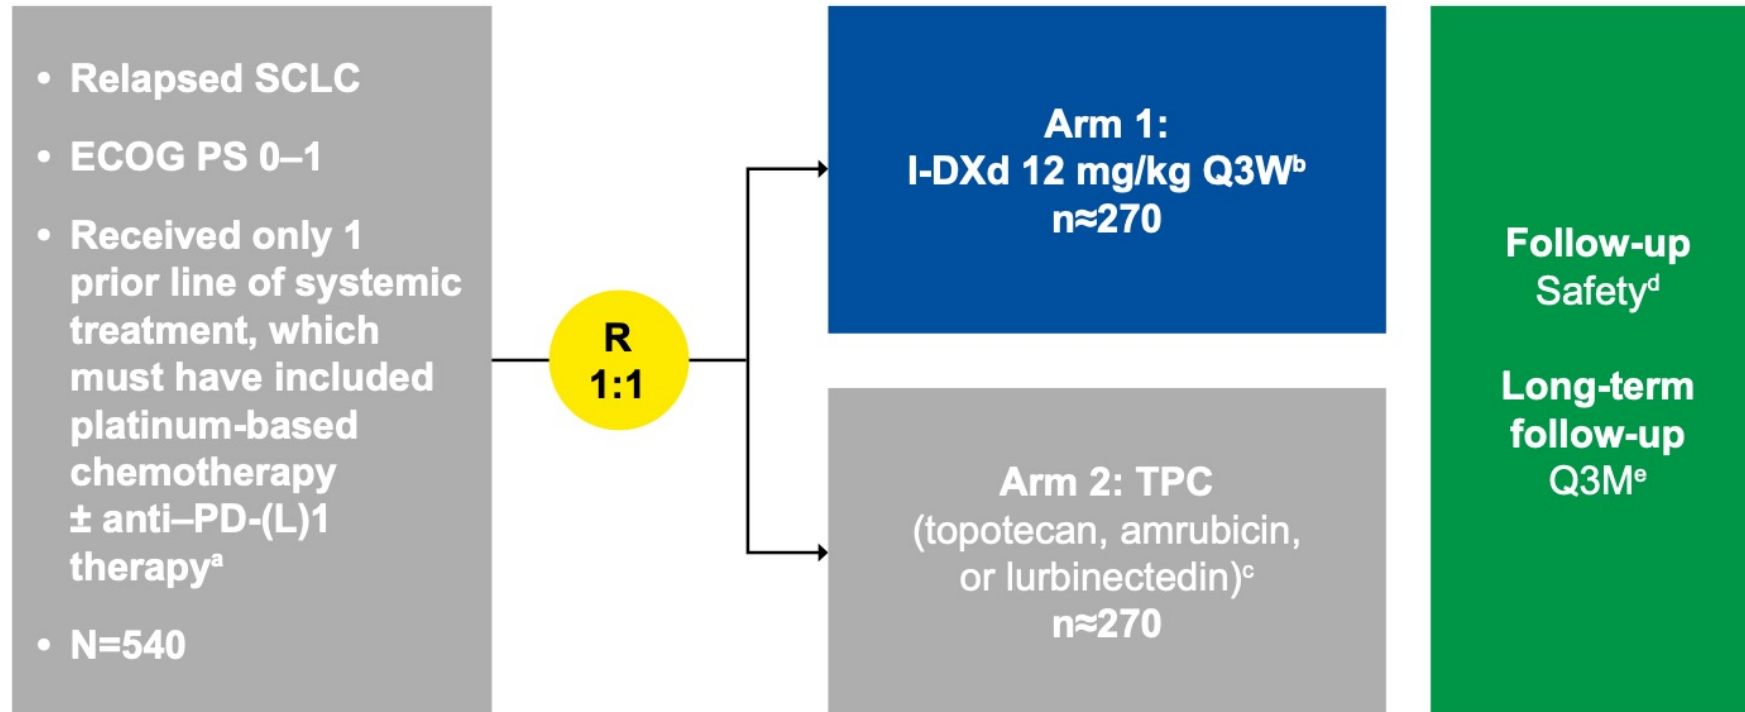 • Relapsed SCLC
• ECOG PS 0–1
• Received only 1
prior line of systemic
treatment, which
must have included
platinum-based
chemotherapy
± anti–PD-(L)1
therapyᵃ
• N=540
R
1:1
Arm 1:
I-DXd 12 mg/kg Q3Wᵇ
n≈270
Arm 2: TPC
(topotecan, amrubicin,
or lurbinectedin)ᶜ
n≈270
Follow-up
Safetyᵈ
Long-term
follow-up
Q3Mᵉ